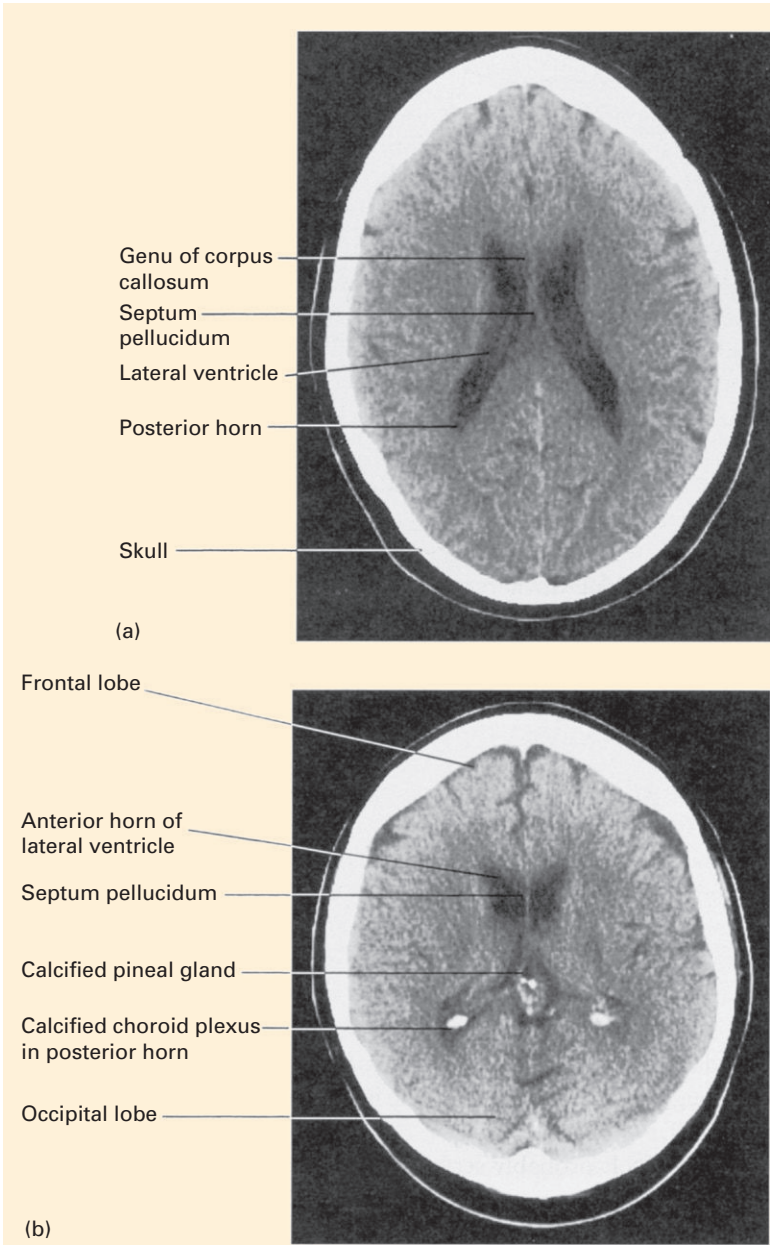 Genu of corpus
callosum
Septum
pellucidum
Lateral ventricle
Posterior horn
Skull
(a)
Frontal lobe
Anterior horn of
lateral ventricle
Septum pellucidum
Calcified pineal gland
Calcified choroid plexus
in posterior horn
Occipital lobe
(b)